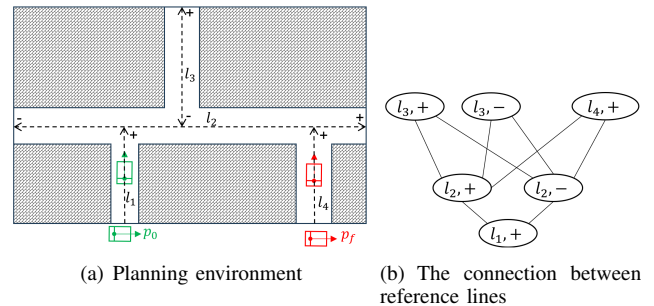 +
l3
-
-
l2
+
+
+
l1
l4
p0
pf
l3, +
l3, −
l4, +
l2, +
l2, −
l1, +
(a) Planning environment
(b) The connection between
reference lines